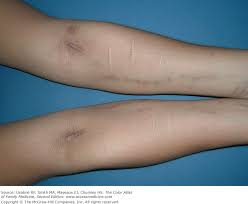 Source: Usatine RP, Smith MA, Mayeaux EJ, Chumley HS: The Color Atlas
of Family Medicine, Second Edition: www.accessmedicine.com
Copyright © The McGraw-Hill Companies, Inc. All rights reserved.